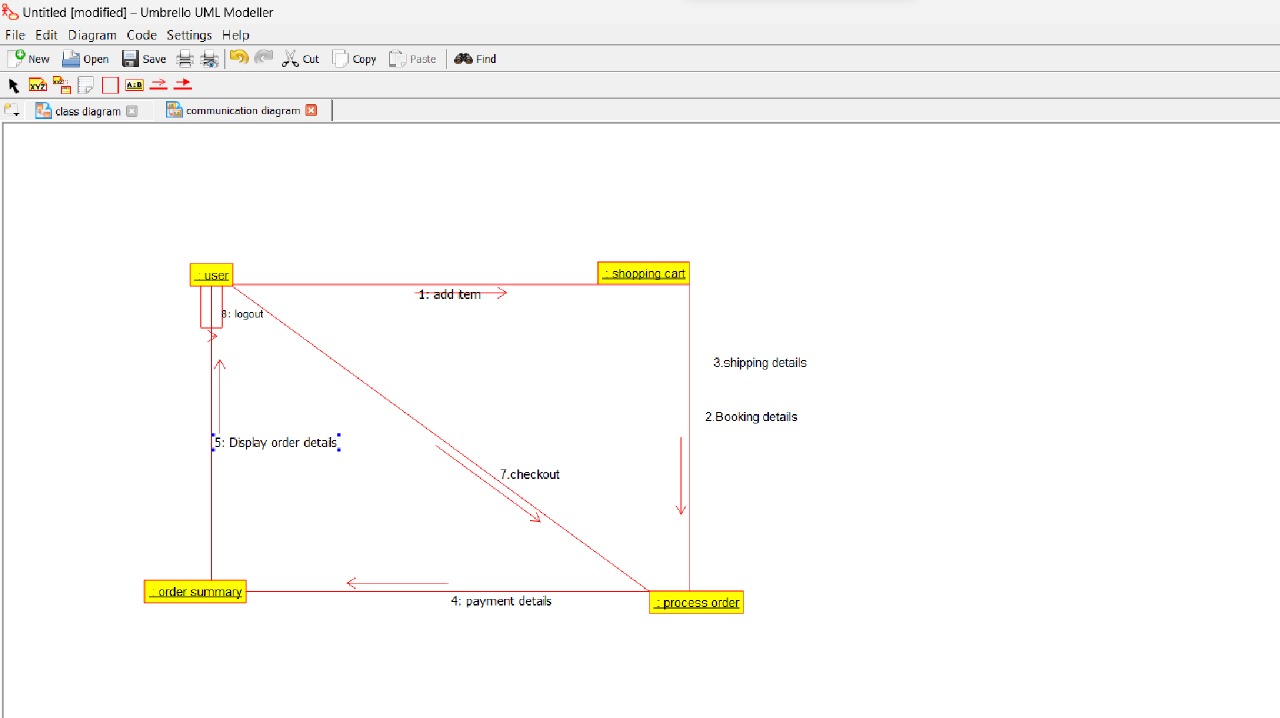 Untitled [modified] – Umbrello UML Modeller
File Edit Diagram Code Settings Help
New Open Save Cut Copy Paste Find
XYZ XYZ A&B
class diagram communication diagram
: user
: shopping cart
1: add item
8: logout
3.shipping details
2.Booking details
5: Display order details
7.checkout
: order summary
4: payment details
: process order